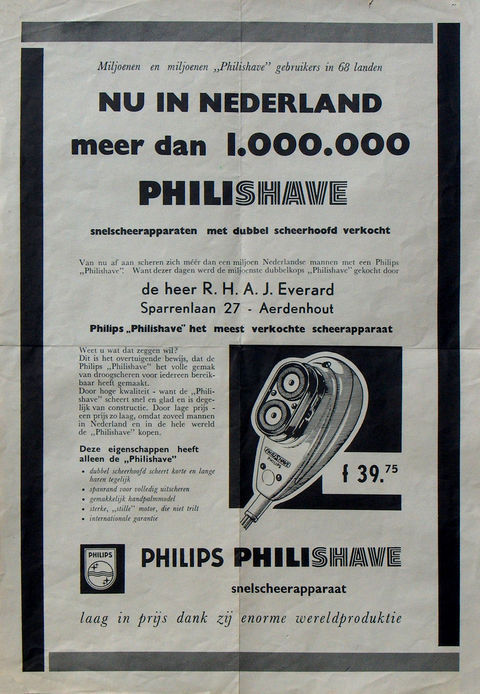 Miljoenen en miljoenen „Philishave" gebruikers in 68 landen
NU IN NEDERLAND
meer dan 1.000.000
PHILISHAVE
snelscheerapparaten met dubbel scheerhoofd verkocht
Van nu af aan scheren zich méér dan een miljoen Nederlandse mannen met een Philips
„Philishave". Want deze dagen werd de miljoenste dubbelkops „Philishave" gekocht door
de heer R. H. A. J. Everard
Sparrenlaan 27 - Aerdenhout
Philips „Philishave" het meest verkochte scheerapparaat
Weet u wat dat zeggen wil?
Dit is het overtuigende bewijs, dat de
Philips „Philishave" het volle gemak
van droogscheren voor iedereen bereik-
baar heeft gemaakt.
Door hoge kwaliteit - want de „Phili-
shave" scheert snel en glad en is dege-
lijk van constructie. Door lage prijs -
een prijs zo laag, omdat zoveel mannen
in Nederland en in de hele wereld
de „Philishave" kopen.
Deze eigenschappen heeft
alleen de „Philishave"
• dubbel scheerhoofd scheert korte en lange
haren tegelijk
• spanrand voor volledig uitscheren
• gemakkelijk handpalmmodel
• sterke, „stille" motor, die niet trilt
• internationale garantie
PHILISHAVE
PHILIPS
f 39.75
PHILIPS
PHILIPS PHILISHAVE
snelscheerapparaat
laag in prijs dank zij enorme wereldproduktie